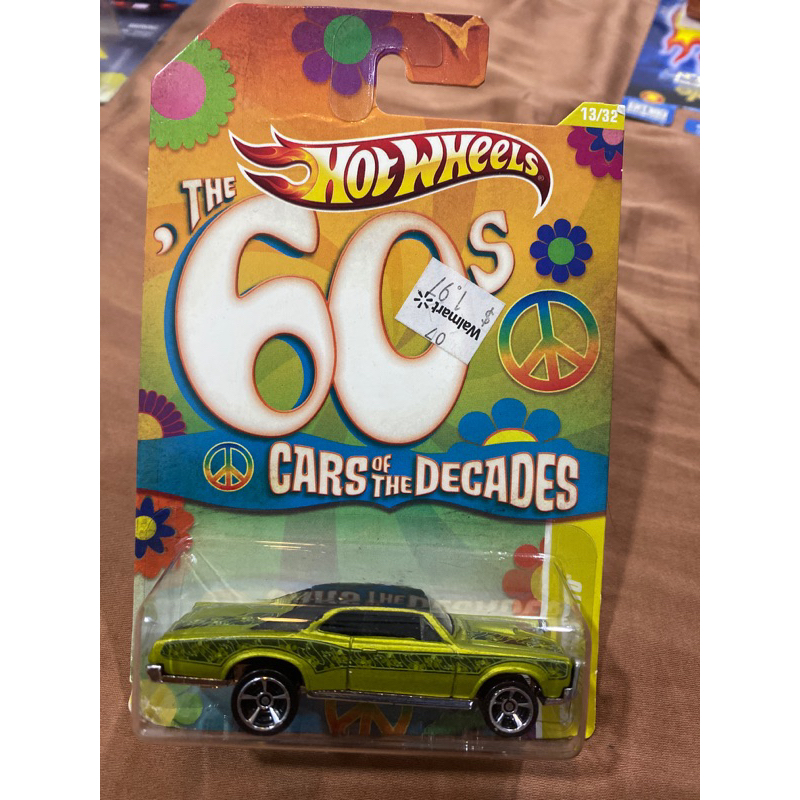 13/32
HOT WHEELS®
'THE
60s
$ 1.97
Walmart
07
CARS OF THE DECADES